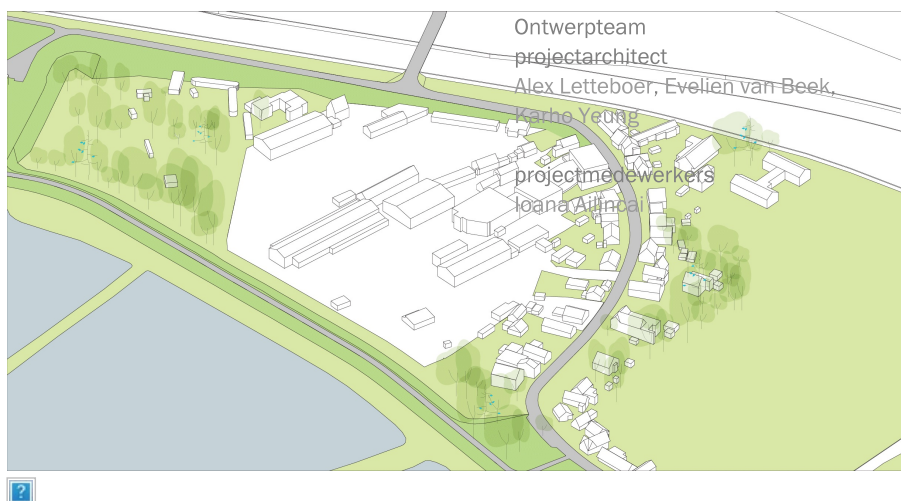 Ontwerpteam
projectarchitect
Alex Letteboer, Evelien van Beek,
Karho Yeung
projectmedewerkers
Ioana Ailincai
?